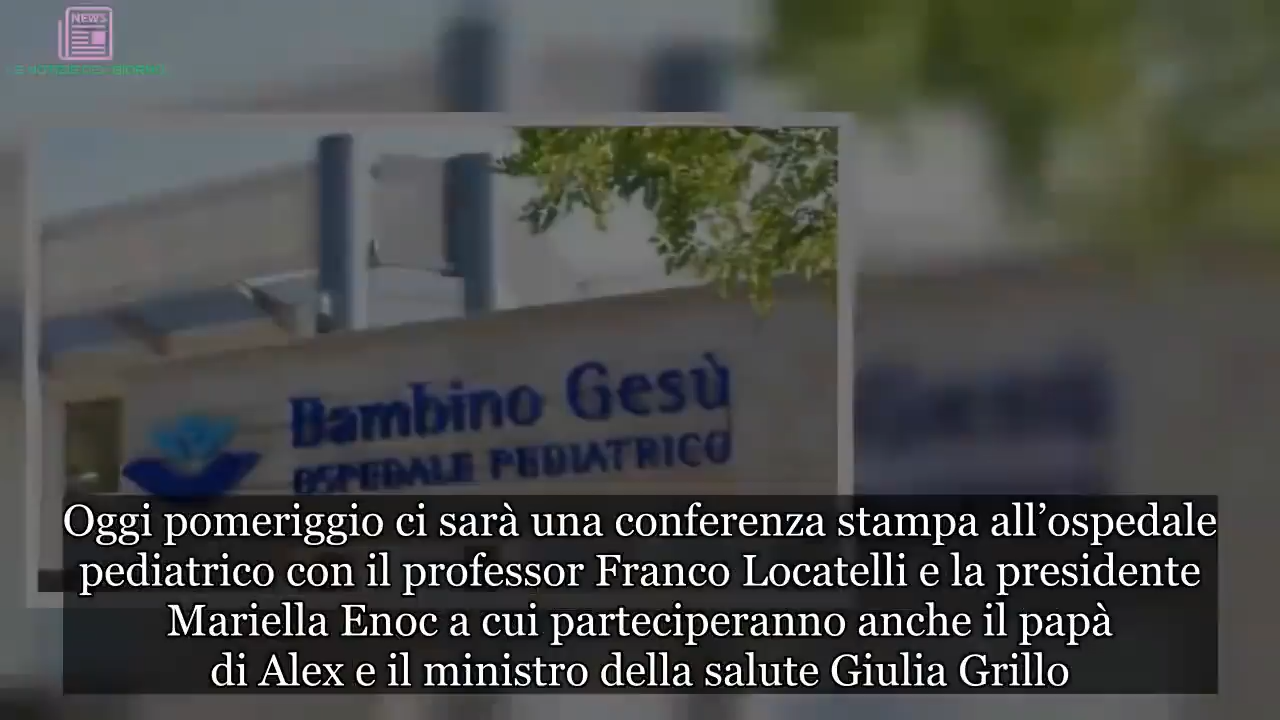 NEWS
Bambino Gesù
OSPEDALE PEDIATRICO
Oggi pomeriggio ci sarà una conferenza stampa all’ospedale
pediatrico con il professor Franco Locatelli e la presidente
Mariella Enoc a cui parteciperanno anche il papà
di Alex e il ministro della salute Giulia Grillo